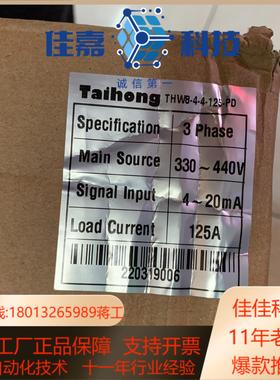 佳嘉 科技
诚信第一
Taihong THW8-4-4-125-PD
Specification 3 Phase
Main Source 330～440V
Signal Input 4～20mA
Load Current 125A
220319006
线:18013265989蒋工
佳佳科
工厂正品保障 支持开票
11年老
自动化技术 十一年行业经验
爆款推